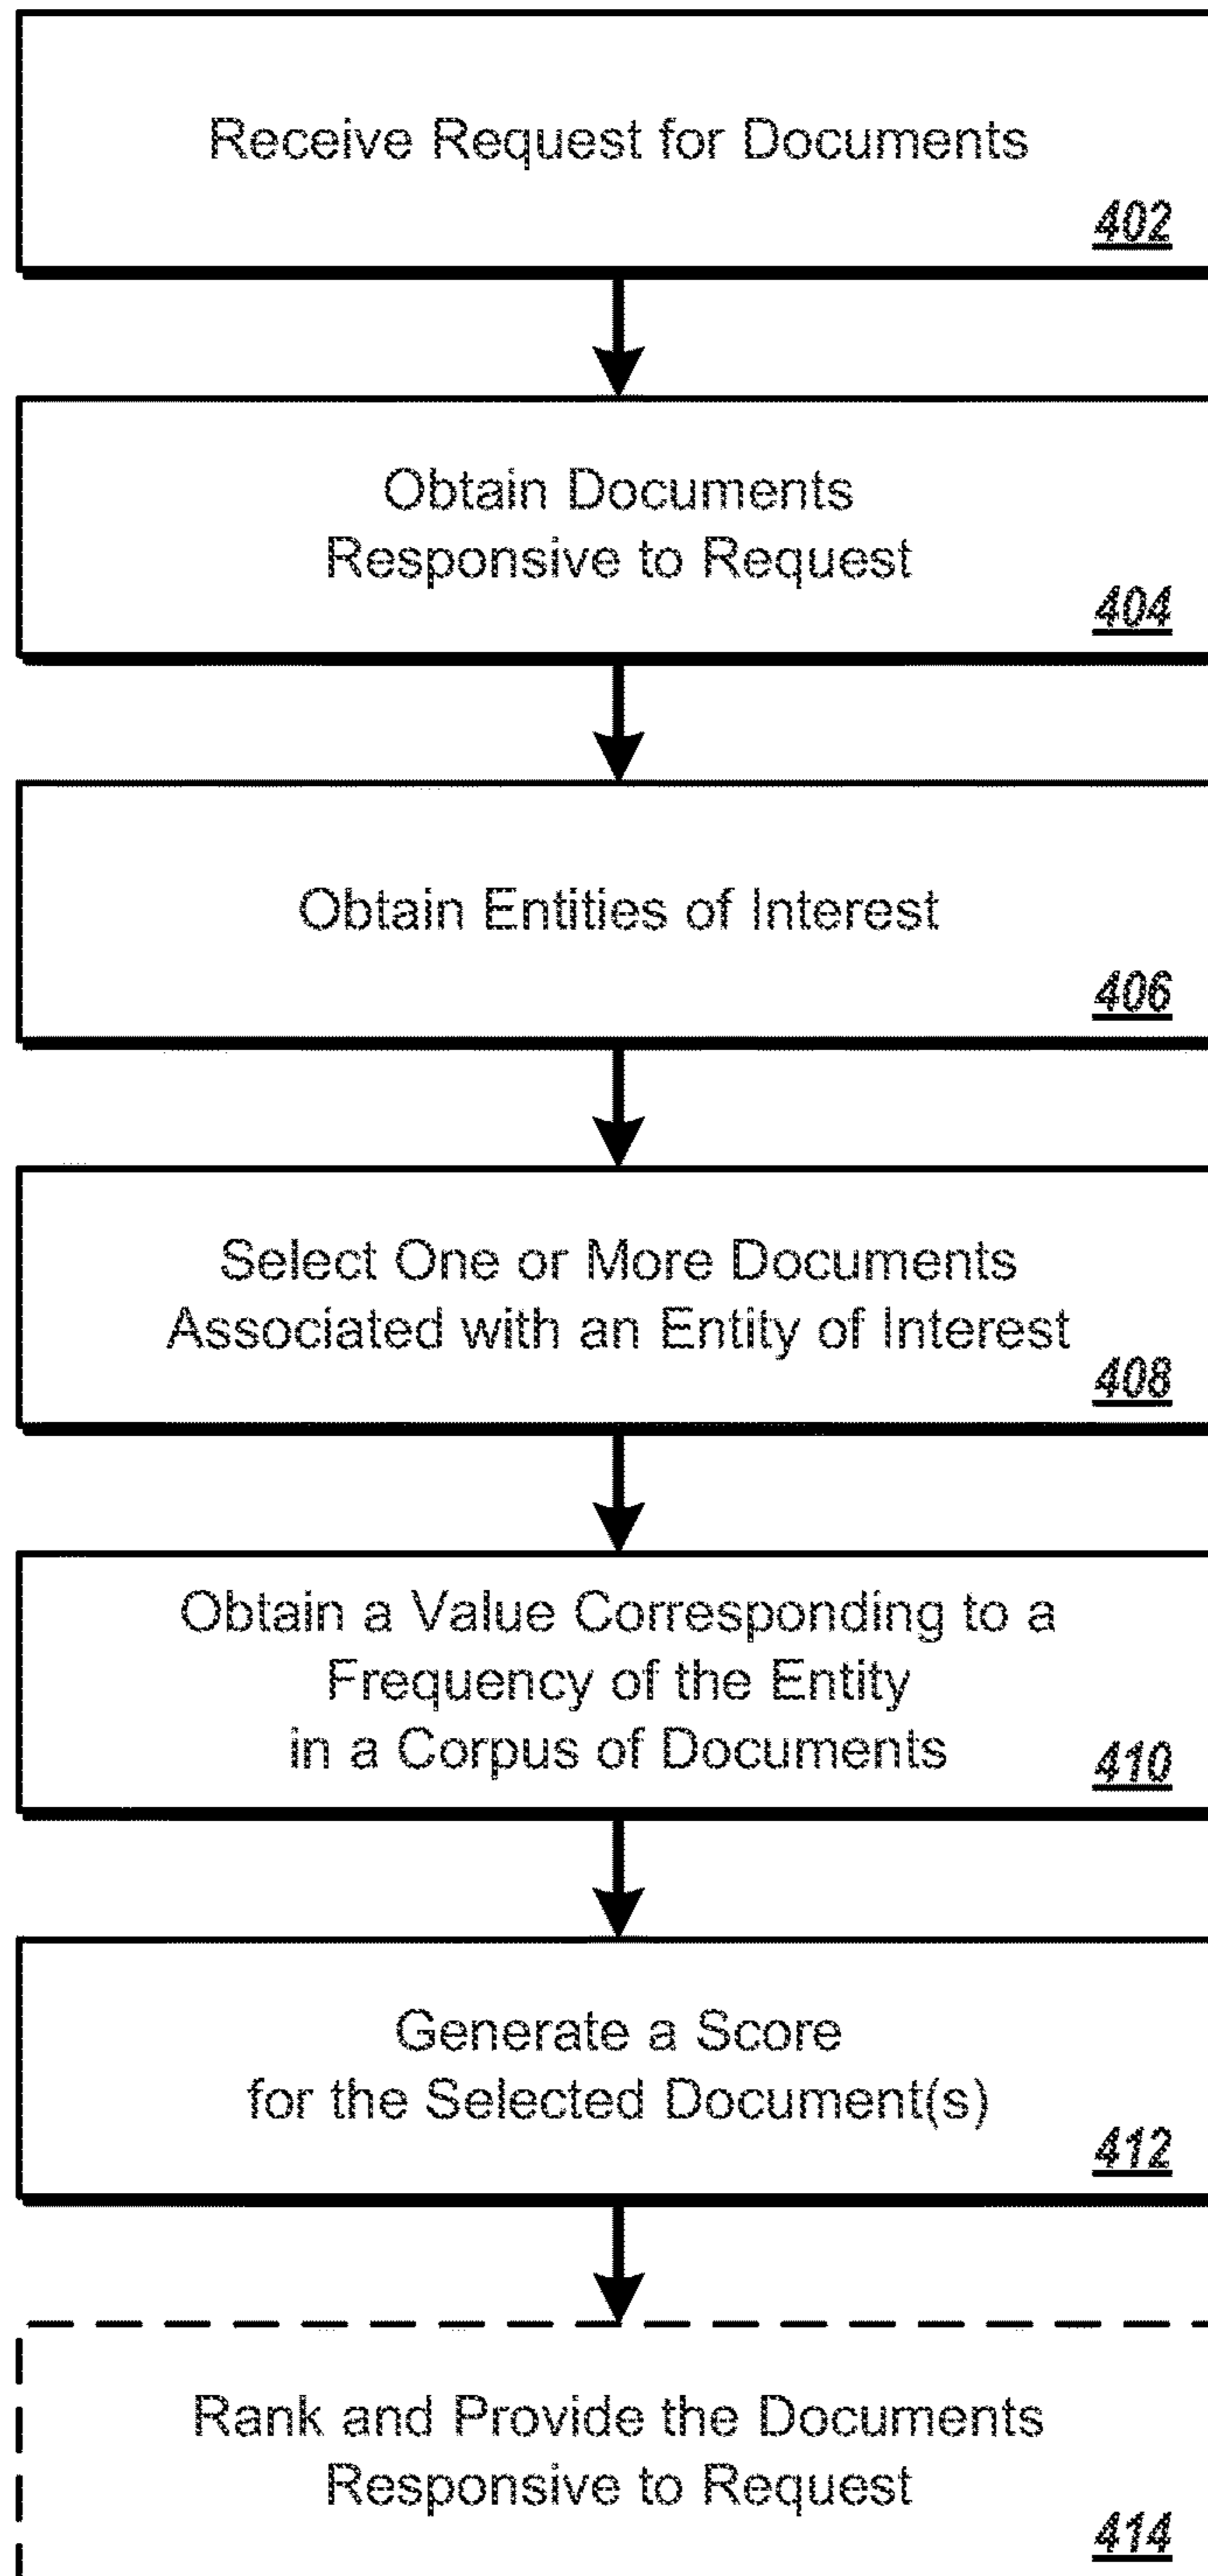 Receive Request for Documents
402
Obtain Documents
Responsive to Request
404
Obtain Entities of Interest
406
Select One or More Documents
Associated with an Entity of Interest
408
Obtain a Value Corresponding to a
Frequency of the Entity
in a Corpus of Documents
410
Generate a Score
for the Selected Document(s)
412
Rank and Provide the Documents
Responsive to Request
414